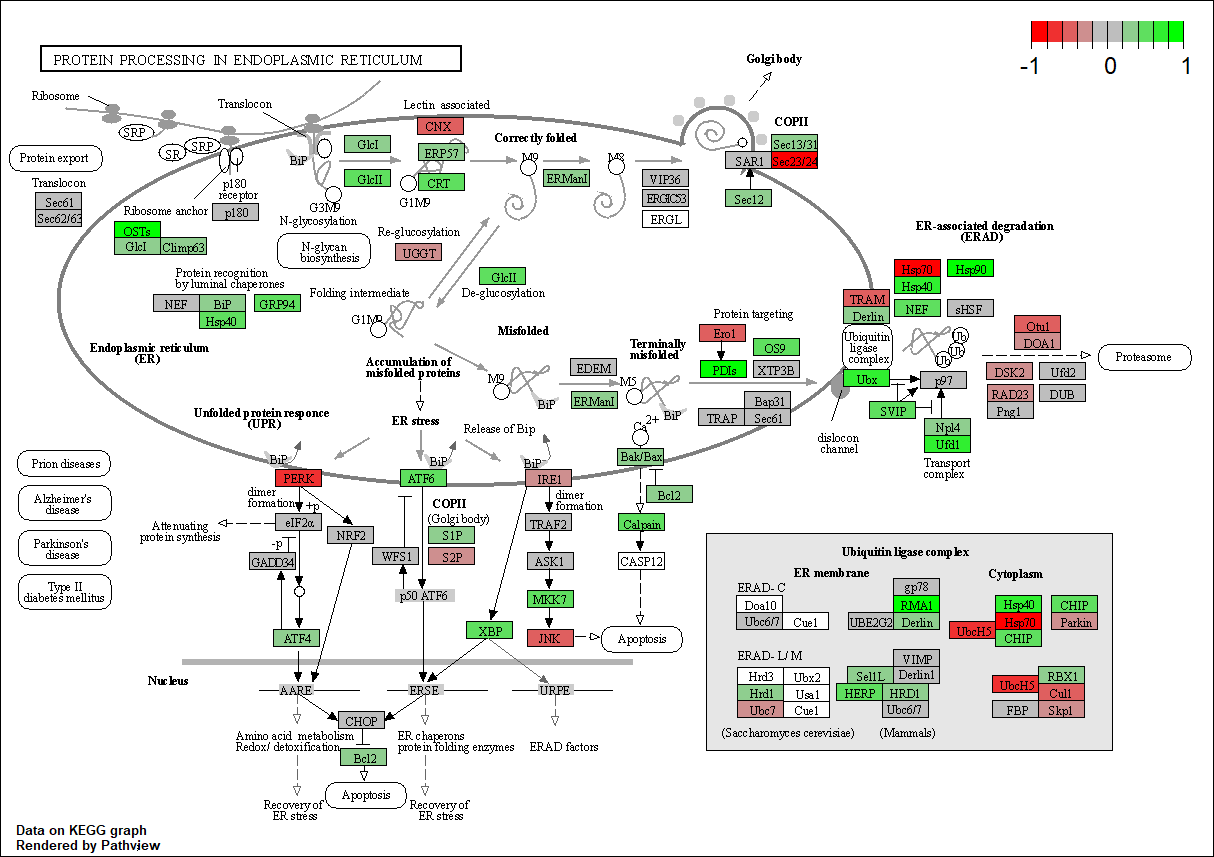 PROTEIN PROCESSING IN ENDOPLASMIC RETICULUM
-1
0
1
Golgi body
Ribosome
Translocon
Lectin associated
CNX
COPII
SRP
SRP
SR
BiP
GlcI
ERP57
Correctly folded
Sec13/31
Protein export
p180
receptor
GlcII
CRT
G1M9
M9
M8
ERManI
VIP36
SAR1
Sec23/24
Translocon
Sec61
Sec62/63
Ribosome anchor
p180
G3M9
N-glycosylation
ERGIC53
ERGL
Sec12
OSTs
GlcI
Climp63
N-glycan
biosynthesis
Re-glucosylation
UGGT
ER-associated degradation
(ERAD)
Protein recognition
by luminal chaperones
GlcII
De-glucosylation
Hsp70
Hsp90
Hsp40
NEF
BiP
GRP94
Hsp40
Folding intermediate
G1M9
TRAM
Derlin
NEF
sHSF
Misfolded
Protein targeting
Ero1
Ubiquitin
ligase
complex
Ub
Ub
Ub
Otu1
DOA1
Endoplasmic reticulum
(ER)
Accumulation of
misfolded proteins
Terminally
misfolded
OS9
PDIs
XTP3B
Proteasome
M9
BiP
EDEM
ERManI
M5
BiP
Ubx
p97
DSK2
Ufd2
RAD23
DUB
Png1
Unfolded protein responce
(UPR)
ER stress
Release of Bip
Bap31
TRAP
Sec61
Ca2+
SVIP
dislocon
channel
Npl4
Ufd1
Transport
complex
Prion diseases
BiP
BiP
BiP
Bak/Bax
PERK
ATF6
IRE1
Bcl2
Alzheimer's
disease
dimer
formation
+p
COPII
(Golgi body)
dimer
formation
Attenuating
protein synthesis
eIF2α
NRF2
S1P
TRAF2
Calpain
Parkinson's
disease
-p
GADD34
WFS1
S2P
ASK1
CASP12
Type II
diabetes mellitus
p50 ATF6
MKK7
ATF4
XBP
JNK
Apoptosis
Nucleus
AARE
ERSE
URPE
CHOP
Amino acid metabolism
Redox/ detoxification
ER chaperons
protein folding enzymes
ERAD factors
Bcl2
Apoptosis
Recovery of
ER stress
Recovery of
ER stress
Ubiquitin ligase complex
ER membrane
Cytoplasm
ERAD- C
Doa10
Ubc6/7
Cue1
gp78
RMA1
UBE2G2
Derlin
Hsp40
Hsp70
UbcH5
CHIP
CHIP
Parkin
ERAD- L/ M
Hrd3
Ubx2
Hrd1
Usa1
Ubc7
Cue1
VIMP
Sel1L
Derlin1
HERP
HRD1
Ubc6/7
RBX1
UbcH5
Cul1
FBP
Skp1
(Saccharomyces cerevisiae)
(Mammals)
Data on KEGG graph
Rendered by Pathview